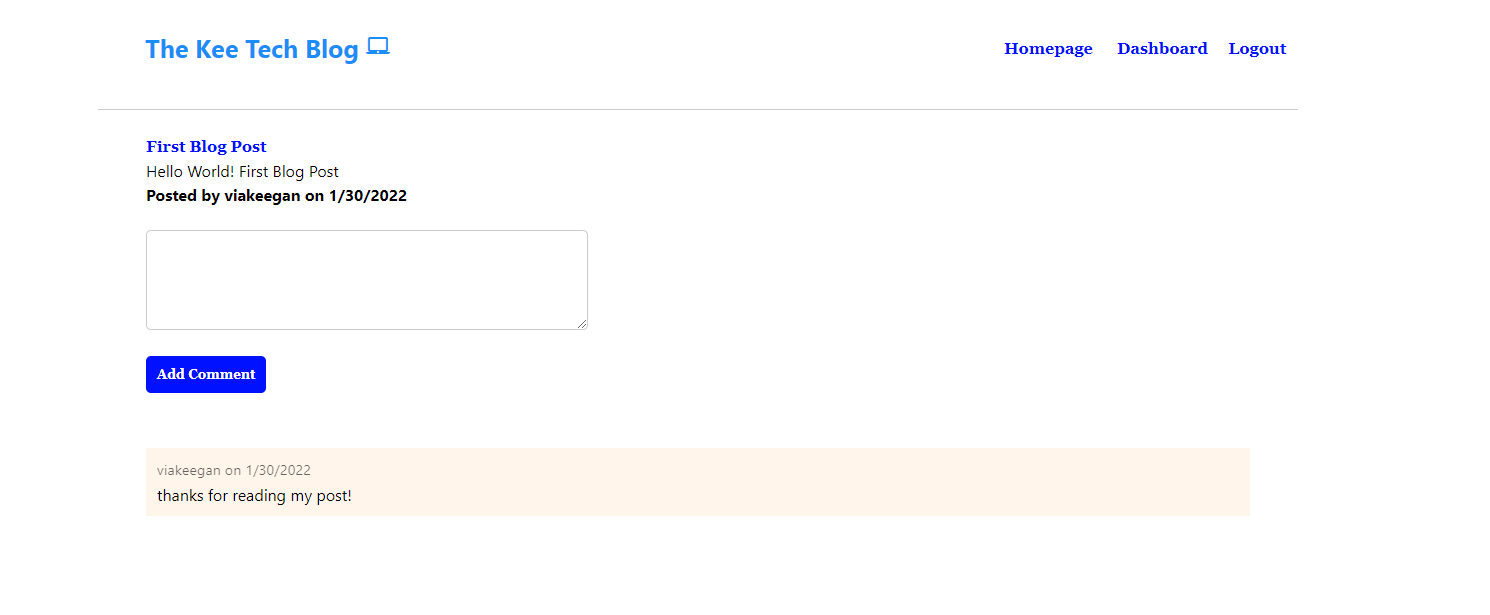 The Kee Tech Blog
Homepage Dashboard Logout
First Blog Post
Hello World! First Blog Post
Posted by viakeegan on 1/30/2022
Add Comment
viakeegan on 1/30/2022
thanks for reading my post!